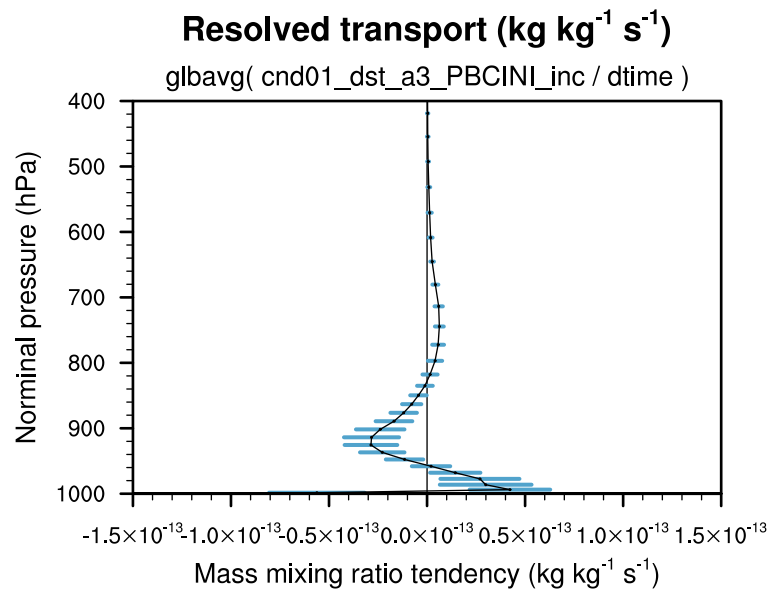 Resolved transport (kg kg⁻¹ s⁻¹)
glbavg( cnd01_dst_a3_PBCINI_inc / dtime )
400
500
600
700
800
900
1000
Norminal pressure (hPa)
-1.5×10⁻¹³ -1.0×10⁻¹³ -0.5×10⁻¹³ 0.0×10⁻¹³ 0.5×10⁻¹³ 1.0×10⁻¹³ 1.5×10⁻¹³
Mass mixing ratio tendency (kg kg⁻¹ s⁻¹)